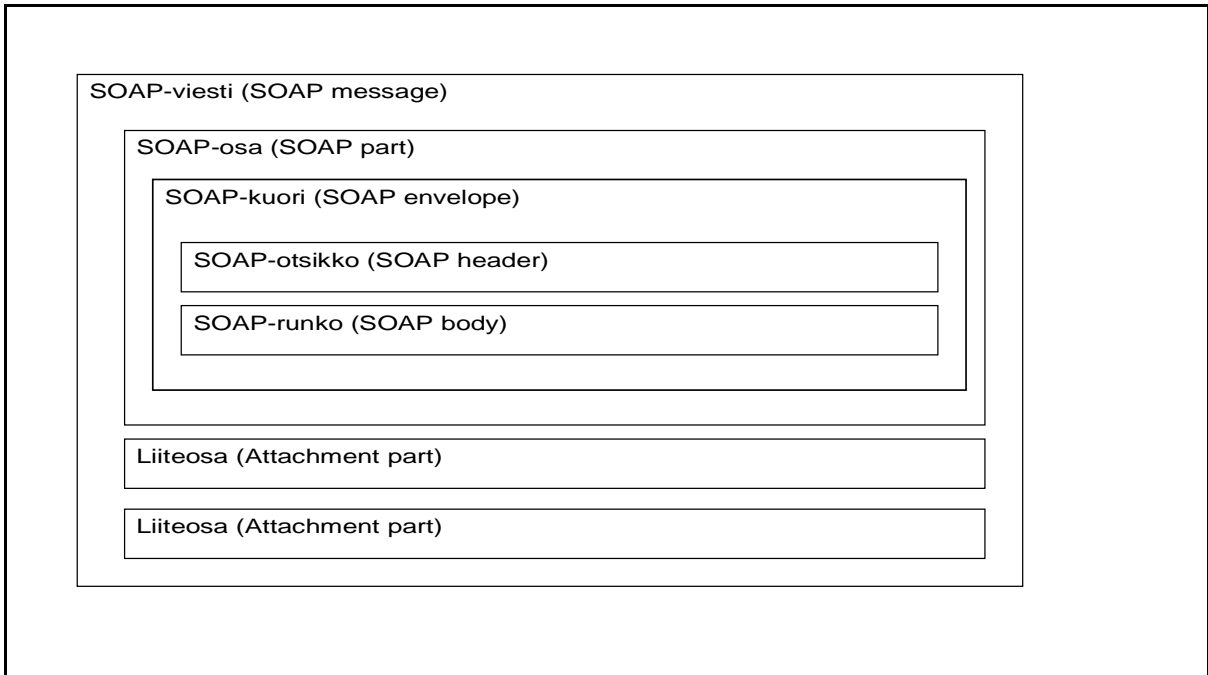 SOAP-viesti (SOAP message)
SOAP-osa (SOAP part)
SOAP-kuori (SOAP envelope)
SOAP-otsikko (SOAP header)
SOAP-runko (SOAP body)
Liiteosa (Attachment part)
Liiteosa (Attachment part)